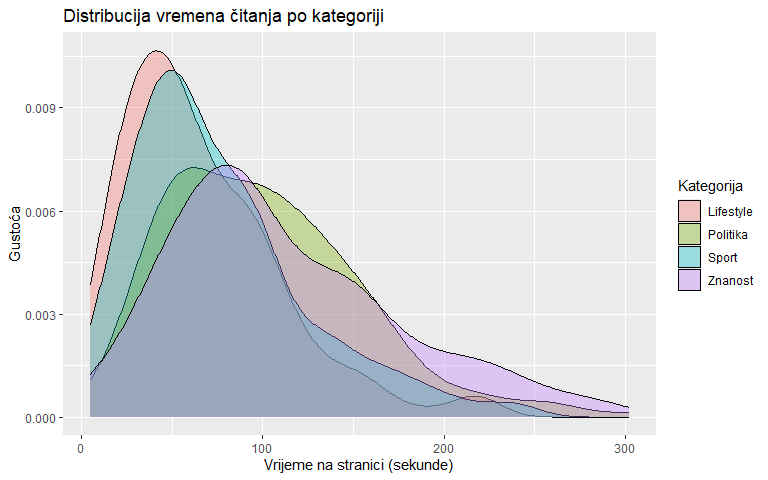 Distribucija vremena čitanja po kategoriji
Gustoća
0.009
0.006
0.003
0.000
0
100
200
300
Vrijeme na stranici (sekunde)
Kategorija
Lifestyle
Politika
Sport
Znanost